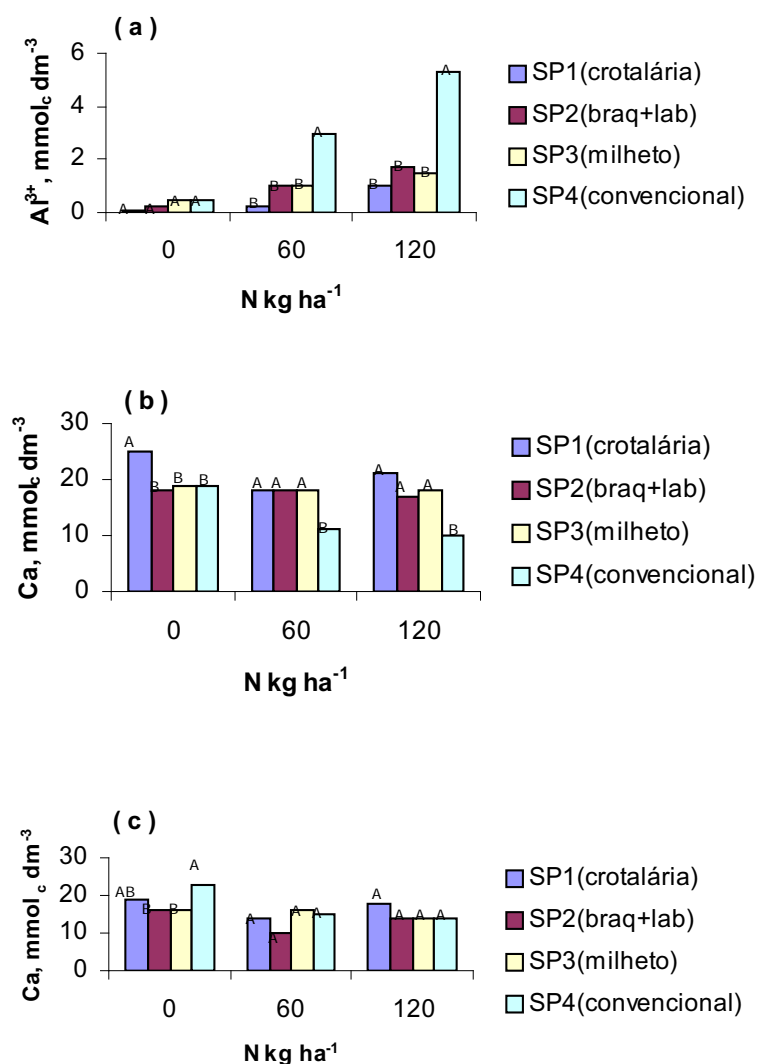 ( a )
Al³⁺, mmol_c dm⁻³
6
4
2
0
A A A A B B B A B B B A
0 60 120
N kg ha⁻¹
SP1(crotalária)
SP2(braq+lab)
SP3(milheto)
SP4(convencional)
( b )
Ca, mmol_c dm⁻³
30
20
10
0
A B B B A A A B A A A B
0 60 120
N kg ha⁻¹
SP1(crotalária)
SP2(braq+lab)
SP3(milheto)
SP4(convencional)
( c )
Ca, mmol_c dm⁻³
30
20
10
0
AB B B A A A A A A A A A
0 60 120
N kg ha⁻¹
SP1(crotalária)
SP2(braq+lab)
SP3(milheto)
SP4(convencional)